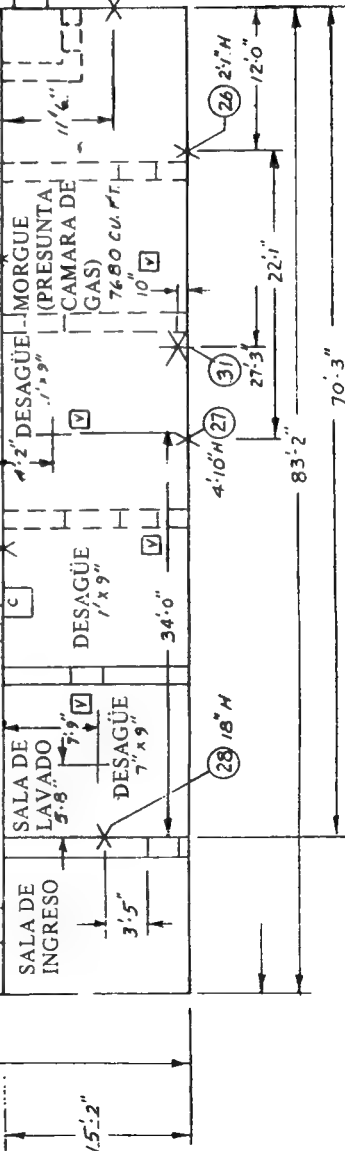 11'6"
MORGUE
(PRESUNTA
CAMARA DE
GAS)
7680 CU. FT.
10"
V
DESAGÜE
1'x9"
4'2"
V
C
DESAGÜE
1'x9"
V
SALA DE
LAVADO
7'9"
V
5'8"
DESAGÜE
7"x9"
SALA DE
INGRESO
3'5"
34'0"
28 18" H
4'10" H 27
31
27'3"
26 2'1" H
12'0"
22'1"
83'-2"
70'-3"
15'2"